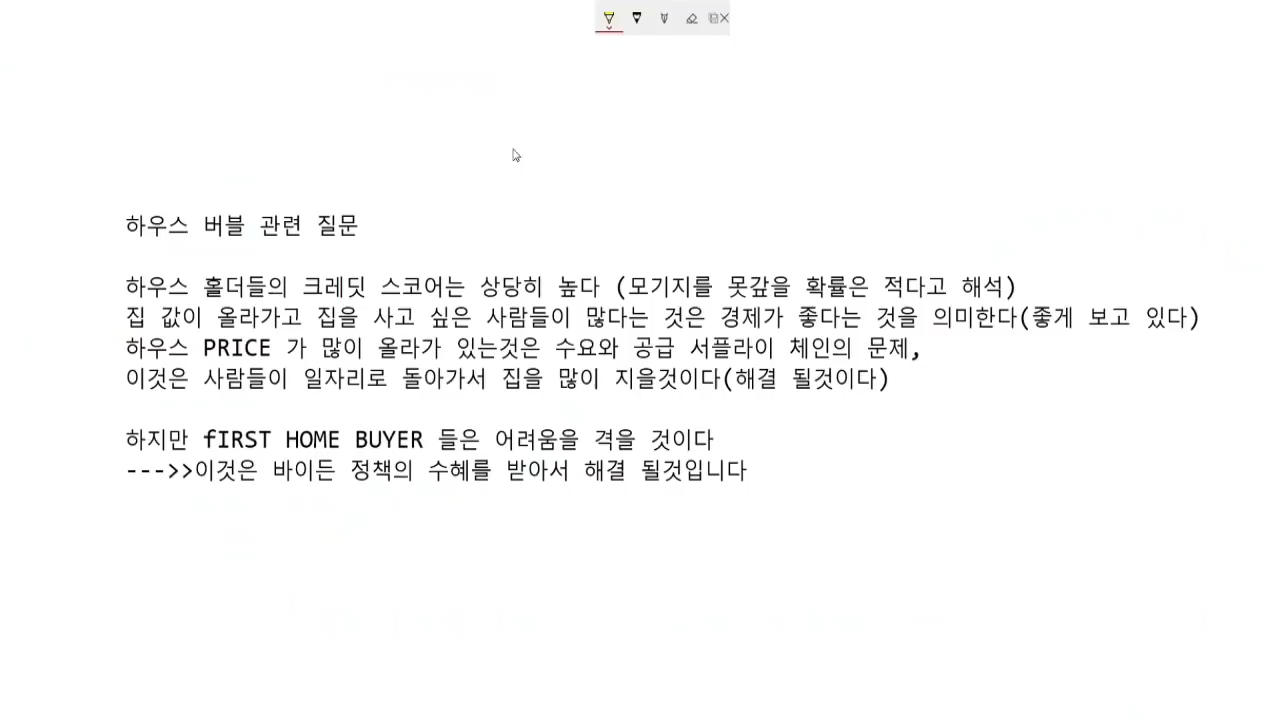 하우스 버블 관련 질문
하우스 홀더들의 크레딧 스코어는 상당히 높다 (모기지를 못갚을 확률은 적다고 해석)
집 값이 올라가고 집을 사고 싶은 사람들이 많다는 것은 경제가 좋다는 것을 의미한다(좋게 보고 있다)
하우스 PRICE 가 많이 올라가 있는것은 수요와 공급 서플라이 체인의 문제,
이것은 사람들이 일자리로 돌아가서 집을 많이 지을것이다(해결 될것이다)
하지만 fIRST HOME BUYER 들은 어려움을 격을 것이다
--->>이것은 바이든 정책의 수혜를 받아서 해결 될것입니다